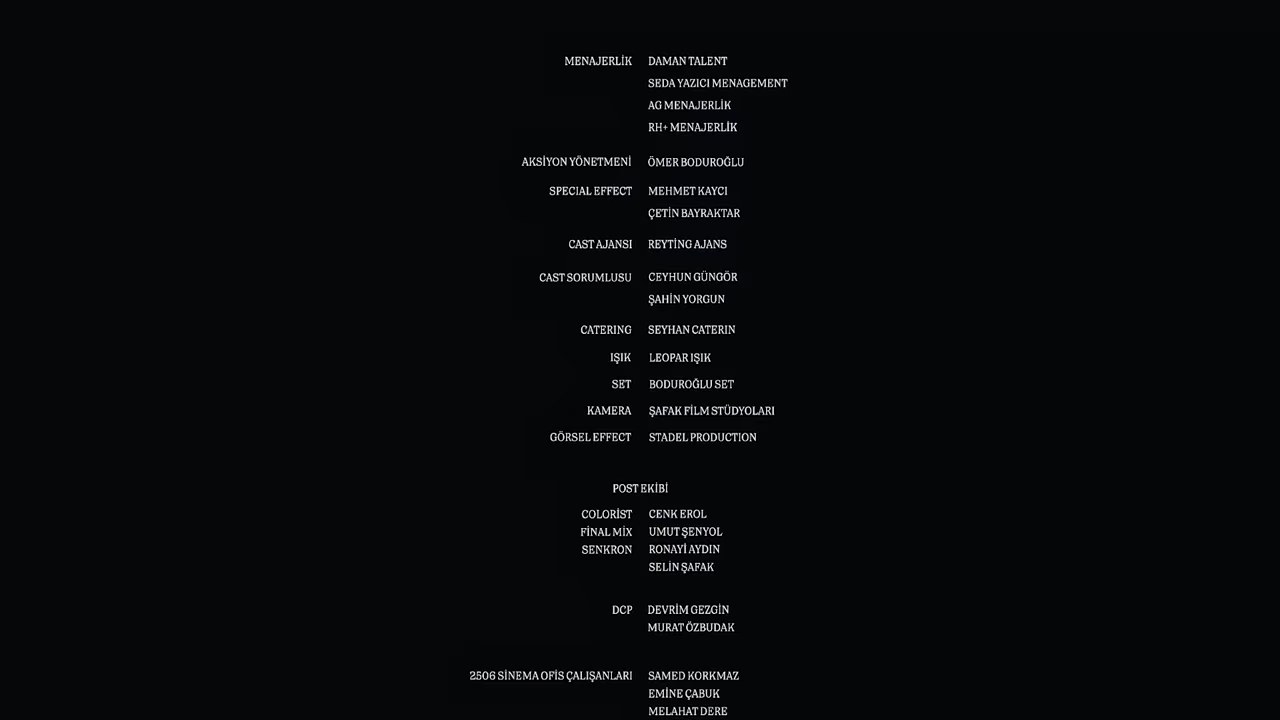 MENAJERLİK DAMAN TALENT
SEDA YAZICI MENAGEMENT
AG MENAJERLİK
RH+ MENAJERLİK
AKSİYON YÖNETMENİ ÖMER BODUROĞLU
SPECIAL EFFECT MEHMET KAYCI
ÇETİN BAYRAKTAR
CAST AJANSI REYTİNG AJANS
CAST SORUMLUSU CEYHUN GÜNGÖR
ŞAHİN YORGUN
CATERING SEYHAN CATERIN
IŞIK LEOPAR IŞIK
SET BODUROĞLU SET
KAMERA ŞAFAK FİLM STÜDYOLARI
GÖRSEL EFFECT STADEL PRODUCTION
POST EKİBİ
COLORİST CENK EROL
FİNAL MİX UMUT ŞENYOL
SENKRON RONAYİ AYDIN
SELİN ŞAFAK
DCP DEVRİM GEZGİN
MURAT ÖZBUDAK
2506 SİNEMA OFİS ÇALIŞANLARI SAMED KORKMAZ
EMİNE ÇABUK
MELAHAT DERE